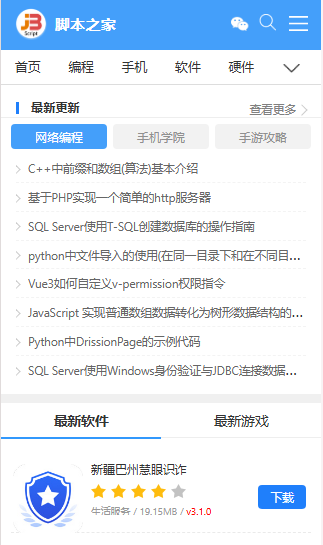 JB
Script
脚本之家
首页 编程 手机 软件 硬件
最新更新 查看更多
网络编程 手机学院 手游攻略
C++中前缀和数组(算法)基本介绍
基于PHP实现一个简单的http服务器
SQL Server使用T-SQL创建数据库的操作指南
python中文件导入的使用(在同一目录下和在不同目...
Vue3如何自定义v-permission权限指令
JavaScript 实现普通数组数据转化为树形数据结构的...
Python中DrissionPage的示例代码
SQL Server使用Windows身份验证与JDBC连接数据...
最新软件 最新游戏
新疆巴州慧眼识诈
下载
生活服务 / 19.15MB / v3.1.0